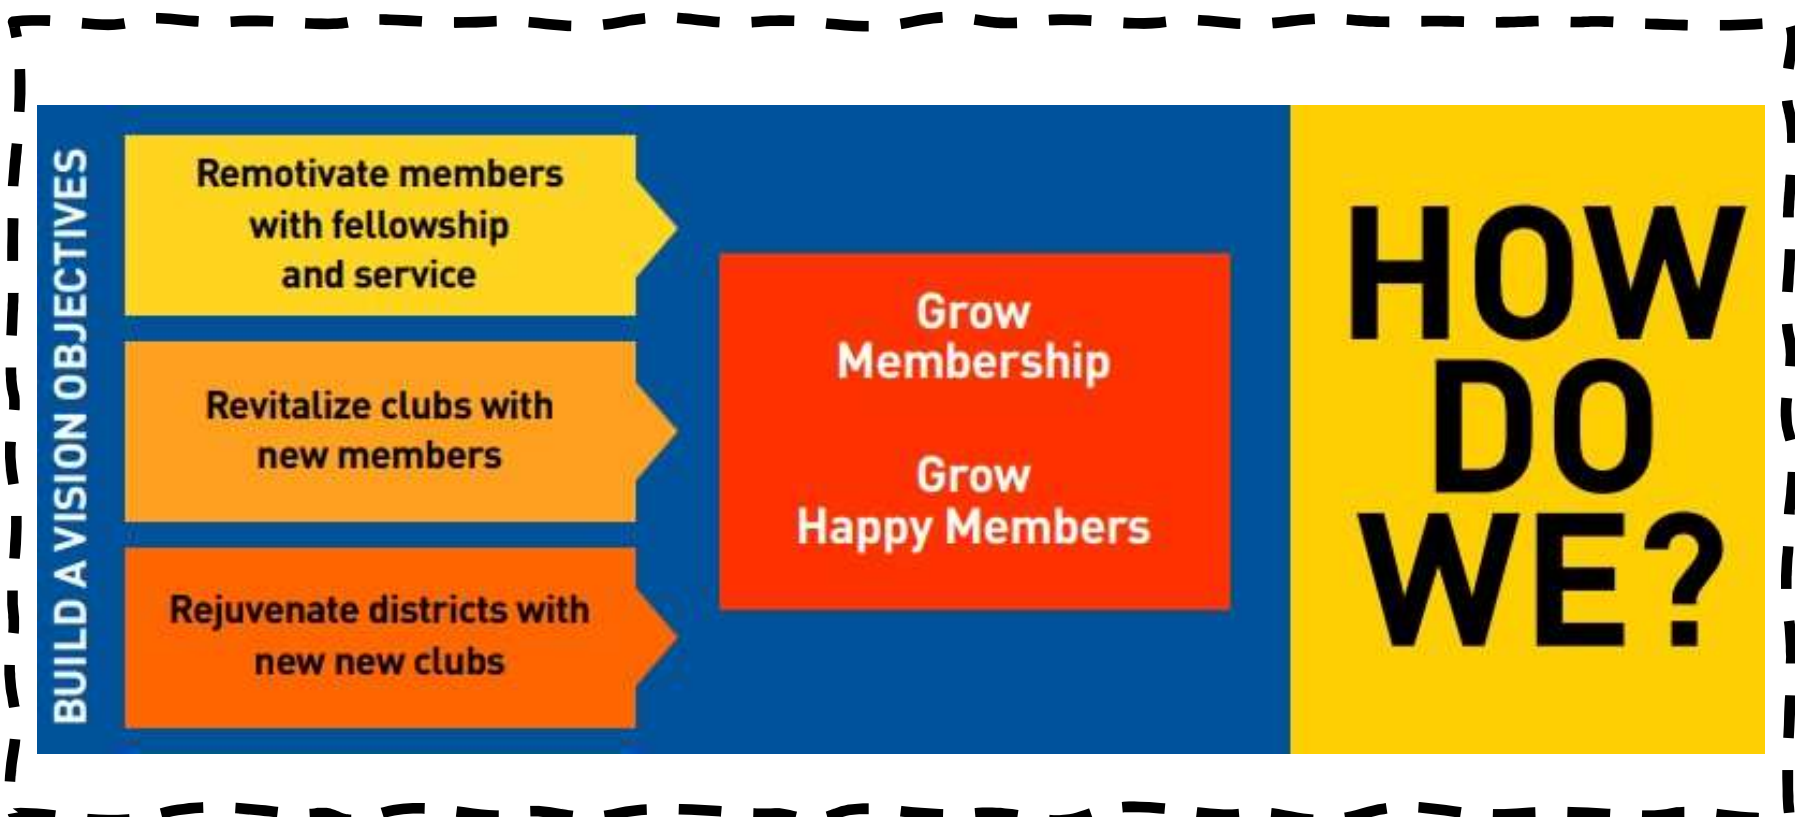 BUILD A VISION OBJECTIVES
Remotivate members
with fellowship
and service
Revitalize clubs with
new members
Rejuvenate districts with
new new clubs
Grow
Membership
Grow
Happy Members
HOW
DO
WE?